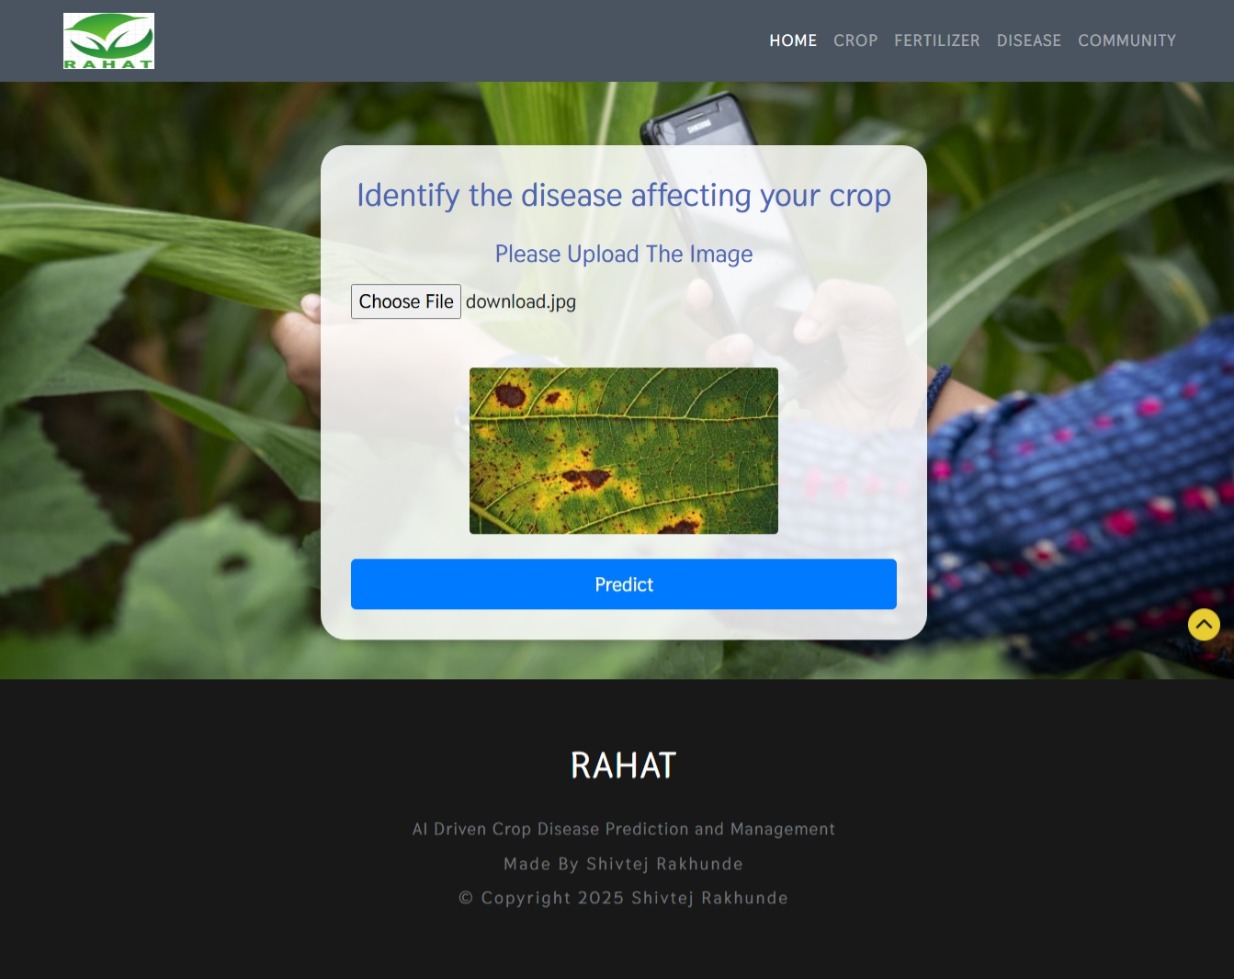 RAHAT
HOME CROP FERTILIZER DISEASE COMMUNITY
SAMSUNG
Identify the disease affecting your crop
Please Upload The Image
Choose File download.jpg
Predict
RAHAT
AI Driven Crop Disease Prediction and Management
Made By Shivtej Rakhunde
© Copyright 2025 Shivtej Rakhunde